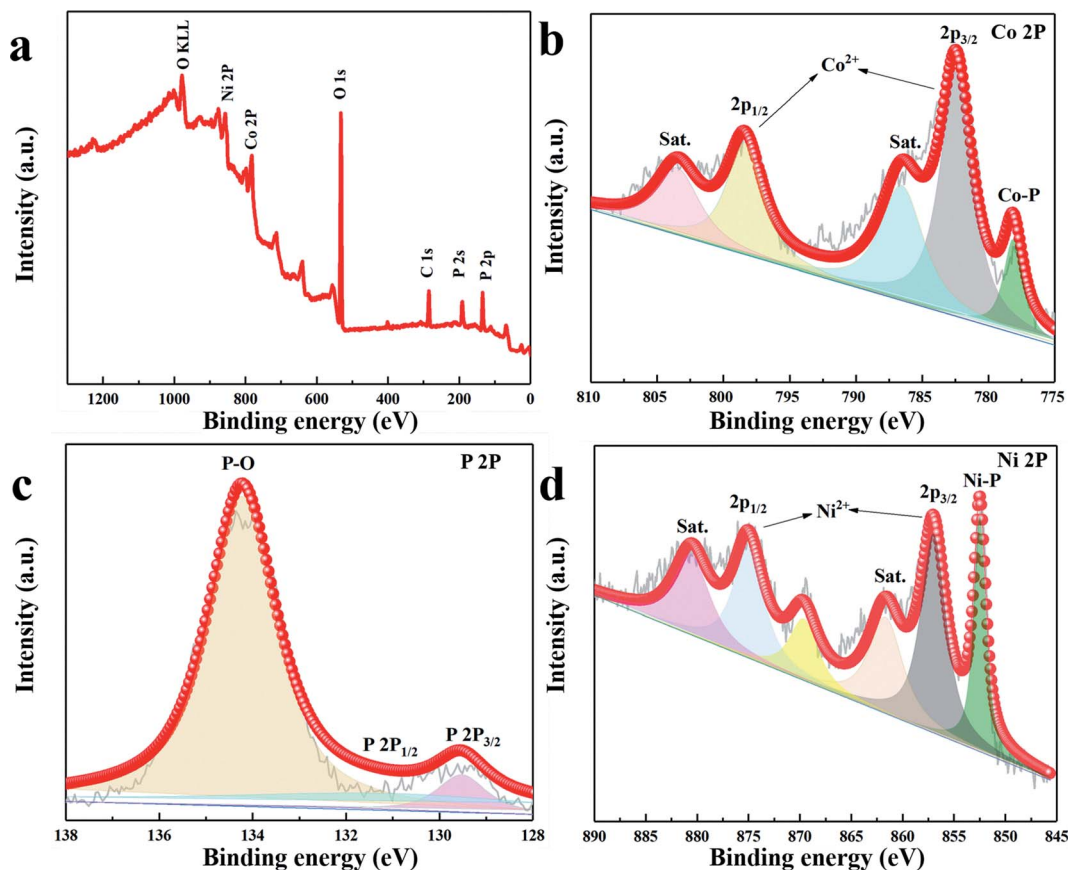 a
O KLL
Ni 2P
Co 2P
O 1s
C 1s
P 2s
P 2p
Intensity (a.u.)
1200 1000 800 600 400 200 0
Binding energy (eV)
b
Co 2P
2p3/2
Co2+
2p1/2
Sat.
Sat.
Co-P
Intensity (a.u.)
810 805 800 795 790 785 780 775
Binding energy (eV)
c
P-O
P 2P
P 2P1/2
P 2P3/2
Intensity (a.u.)
138 136 134 132 130 128
Binding energy (eV)
d
Ni 2P
2p3/2
Ni-P
2p1/2
Ni2+
Sat.
Sat.
Intensity (a.u.)
890 885 880 875 870 865 860 855 850 845
Binding energy (eV)